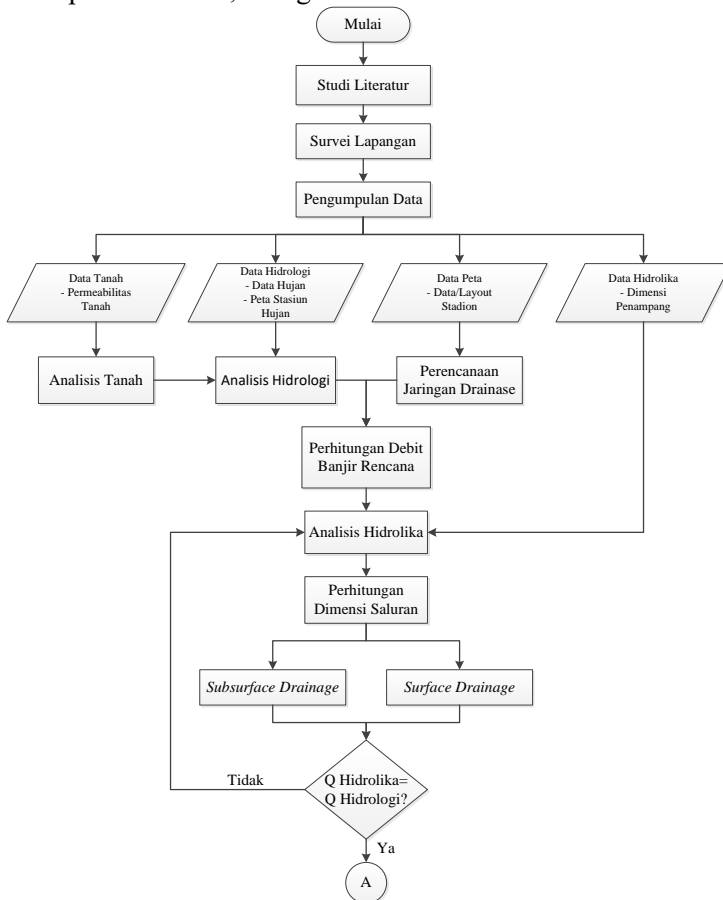 Mulai
Studi Literatur
Survei Lapangan
Pengumpulan Data
Data Tanah
- Permeabilitas
Tanah
Data Hidrologi
- Data Hujan
- Peta Stasiun
Hujan
Data Peta
- Data/Layout
Stadion
Data Hidrolika
- Dimensi
Penampang
Analisis Tanah
Analisis Hidrologi
Perencanaan
Jaringan Drainase
Perhitungan Debit
Banjir Rencana
Analisis Hidrolika
Perhitungan
Dimensi Saluran
Subsurface Drainage
Surface Drainage
Q Hidrolika=
Q Hidrologi?
Tidak
Ya
A